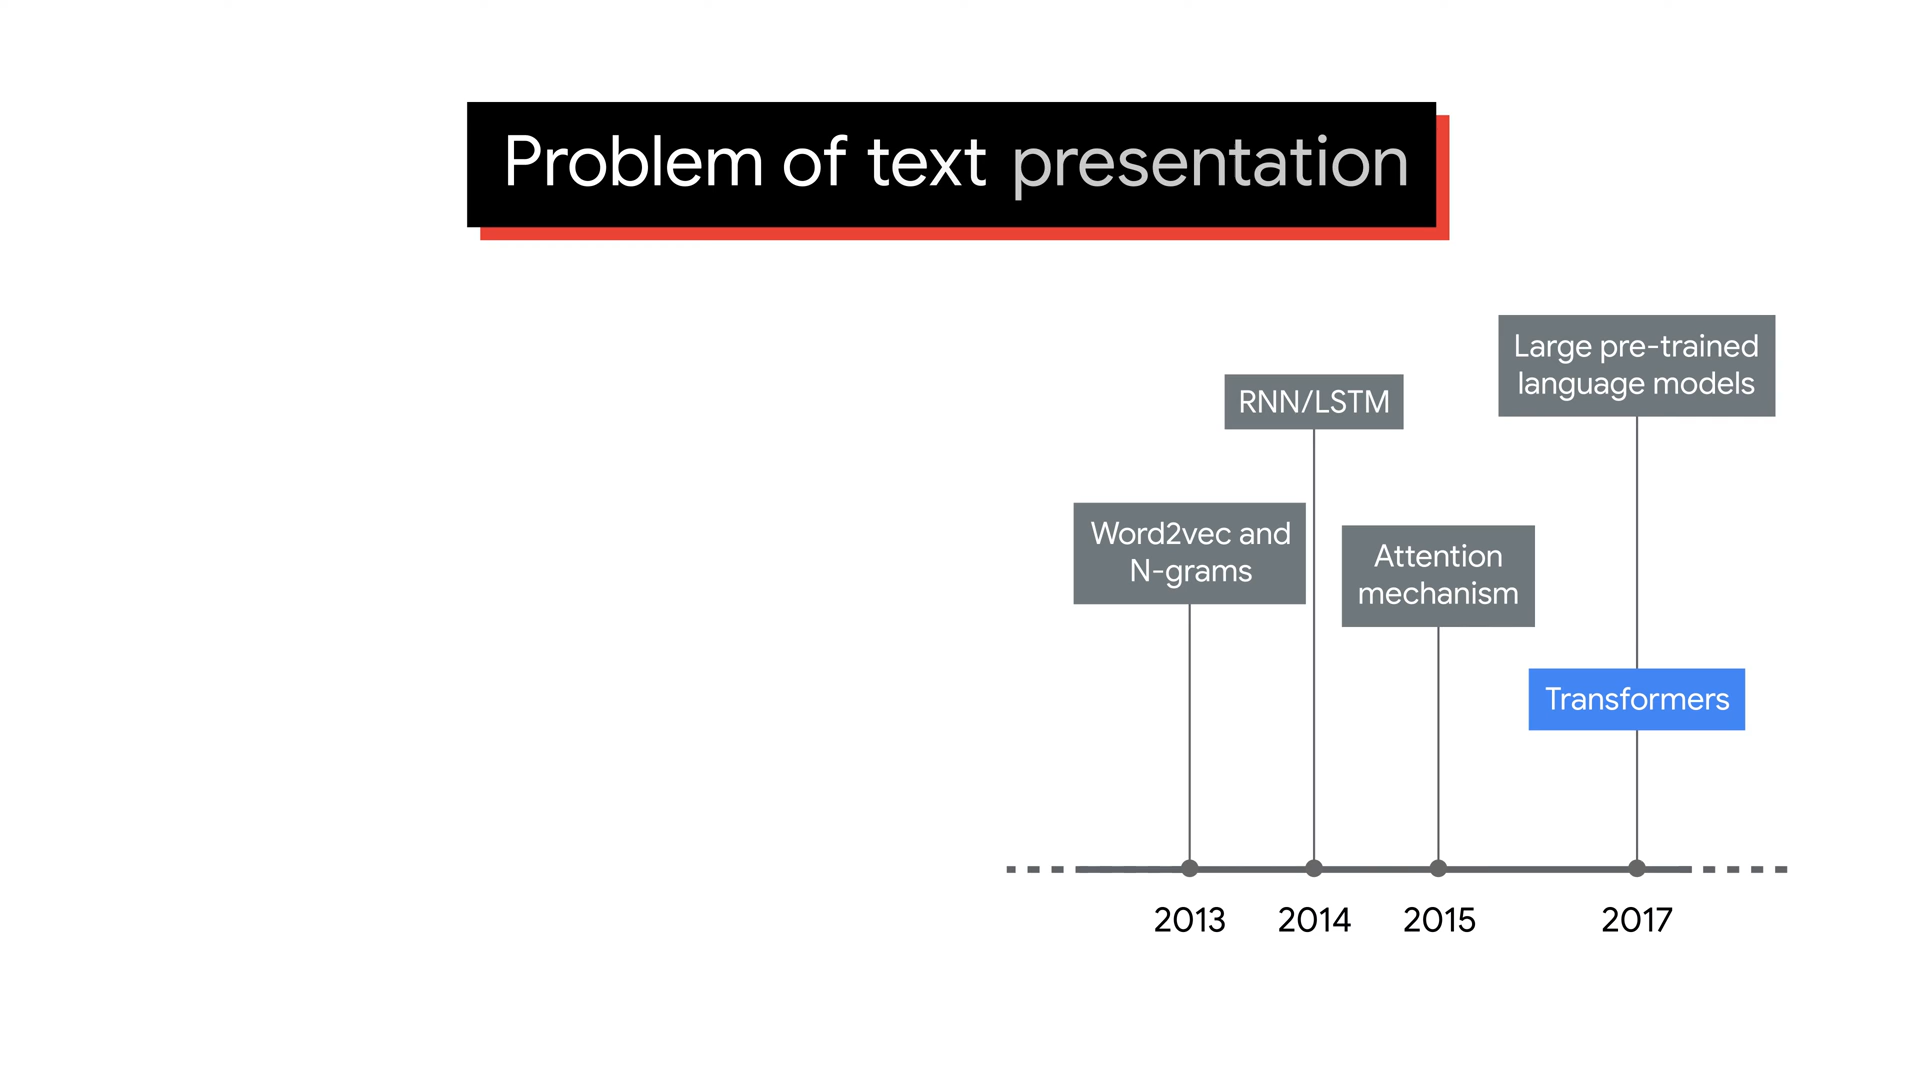 Problem of text presentation
Large pre-trained
language models
RNN/LSTM
Word2vec and
N-grams
Attention
mechanism
Transformers
2013
2014
2015
2017